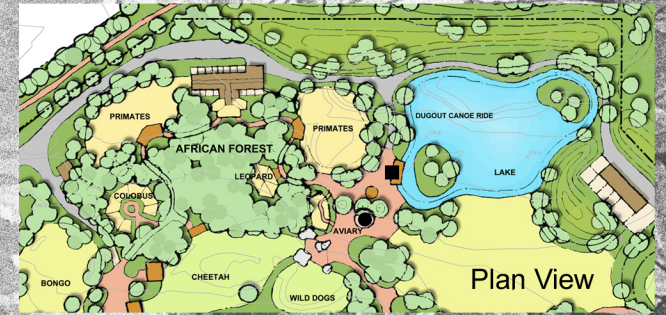 DUGOUT CANOE RIDE
PRIMATES
PRIMATES
AFRICAN FOREST
LEOPARD
LAKE
COLOBUS
AVIARY
BONGO
CHEETAH
Plan View
WILD DOGS